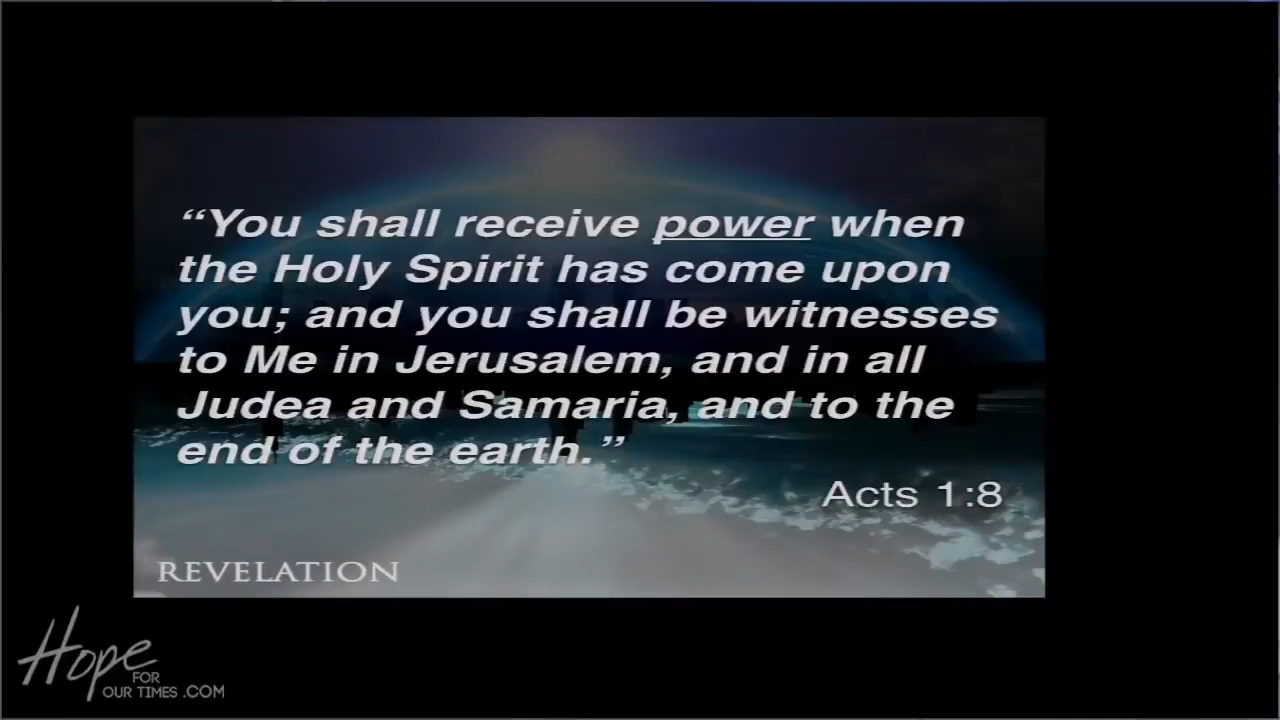 “You shall receive power when
the Holy Spirit has come upon
you; and you shall be witnesses
to Me in Jerusalem, and in all
Judea and Samaria, and to the
end of the earth.”
Acts 1:8
REVELATION
Hope
FOR
OUR TIMES .COM